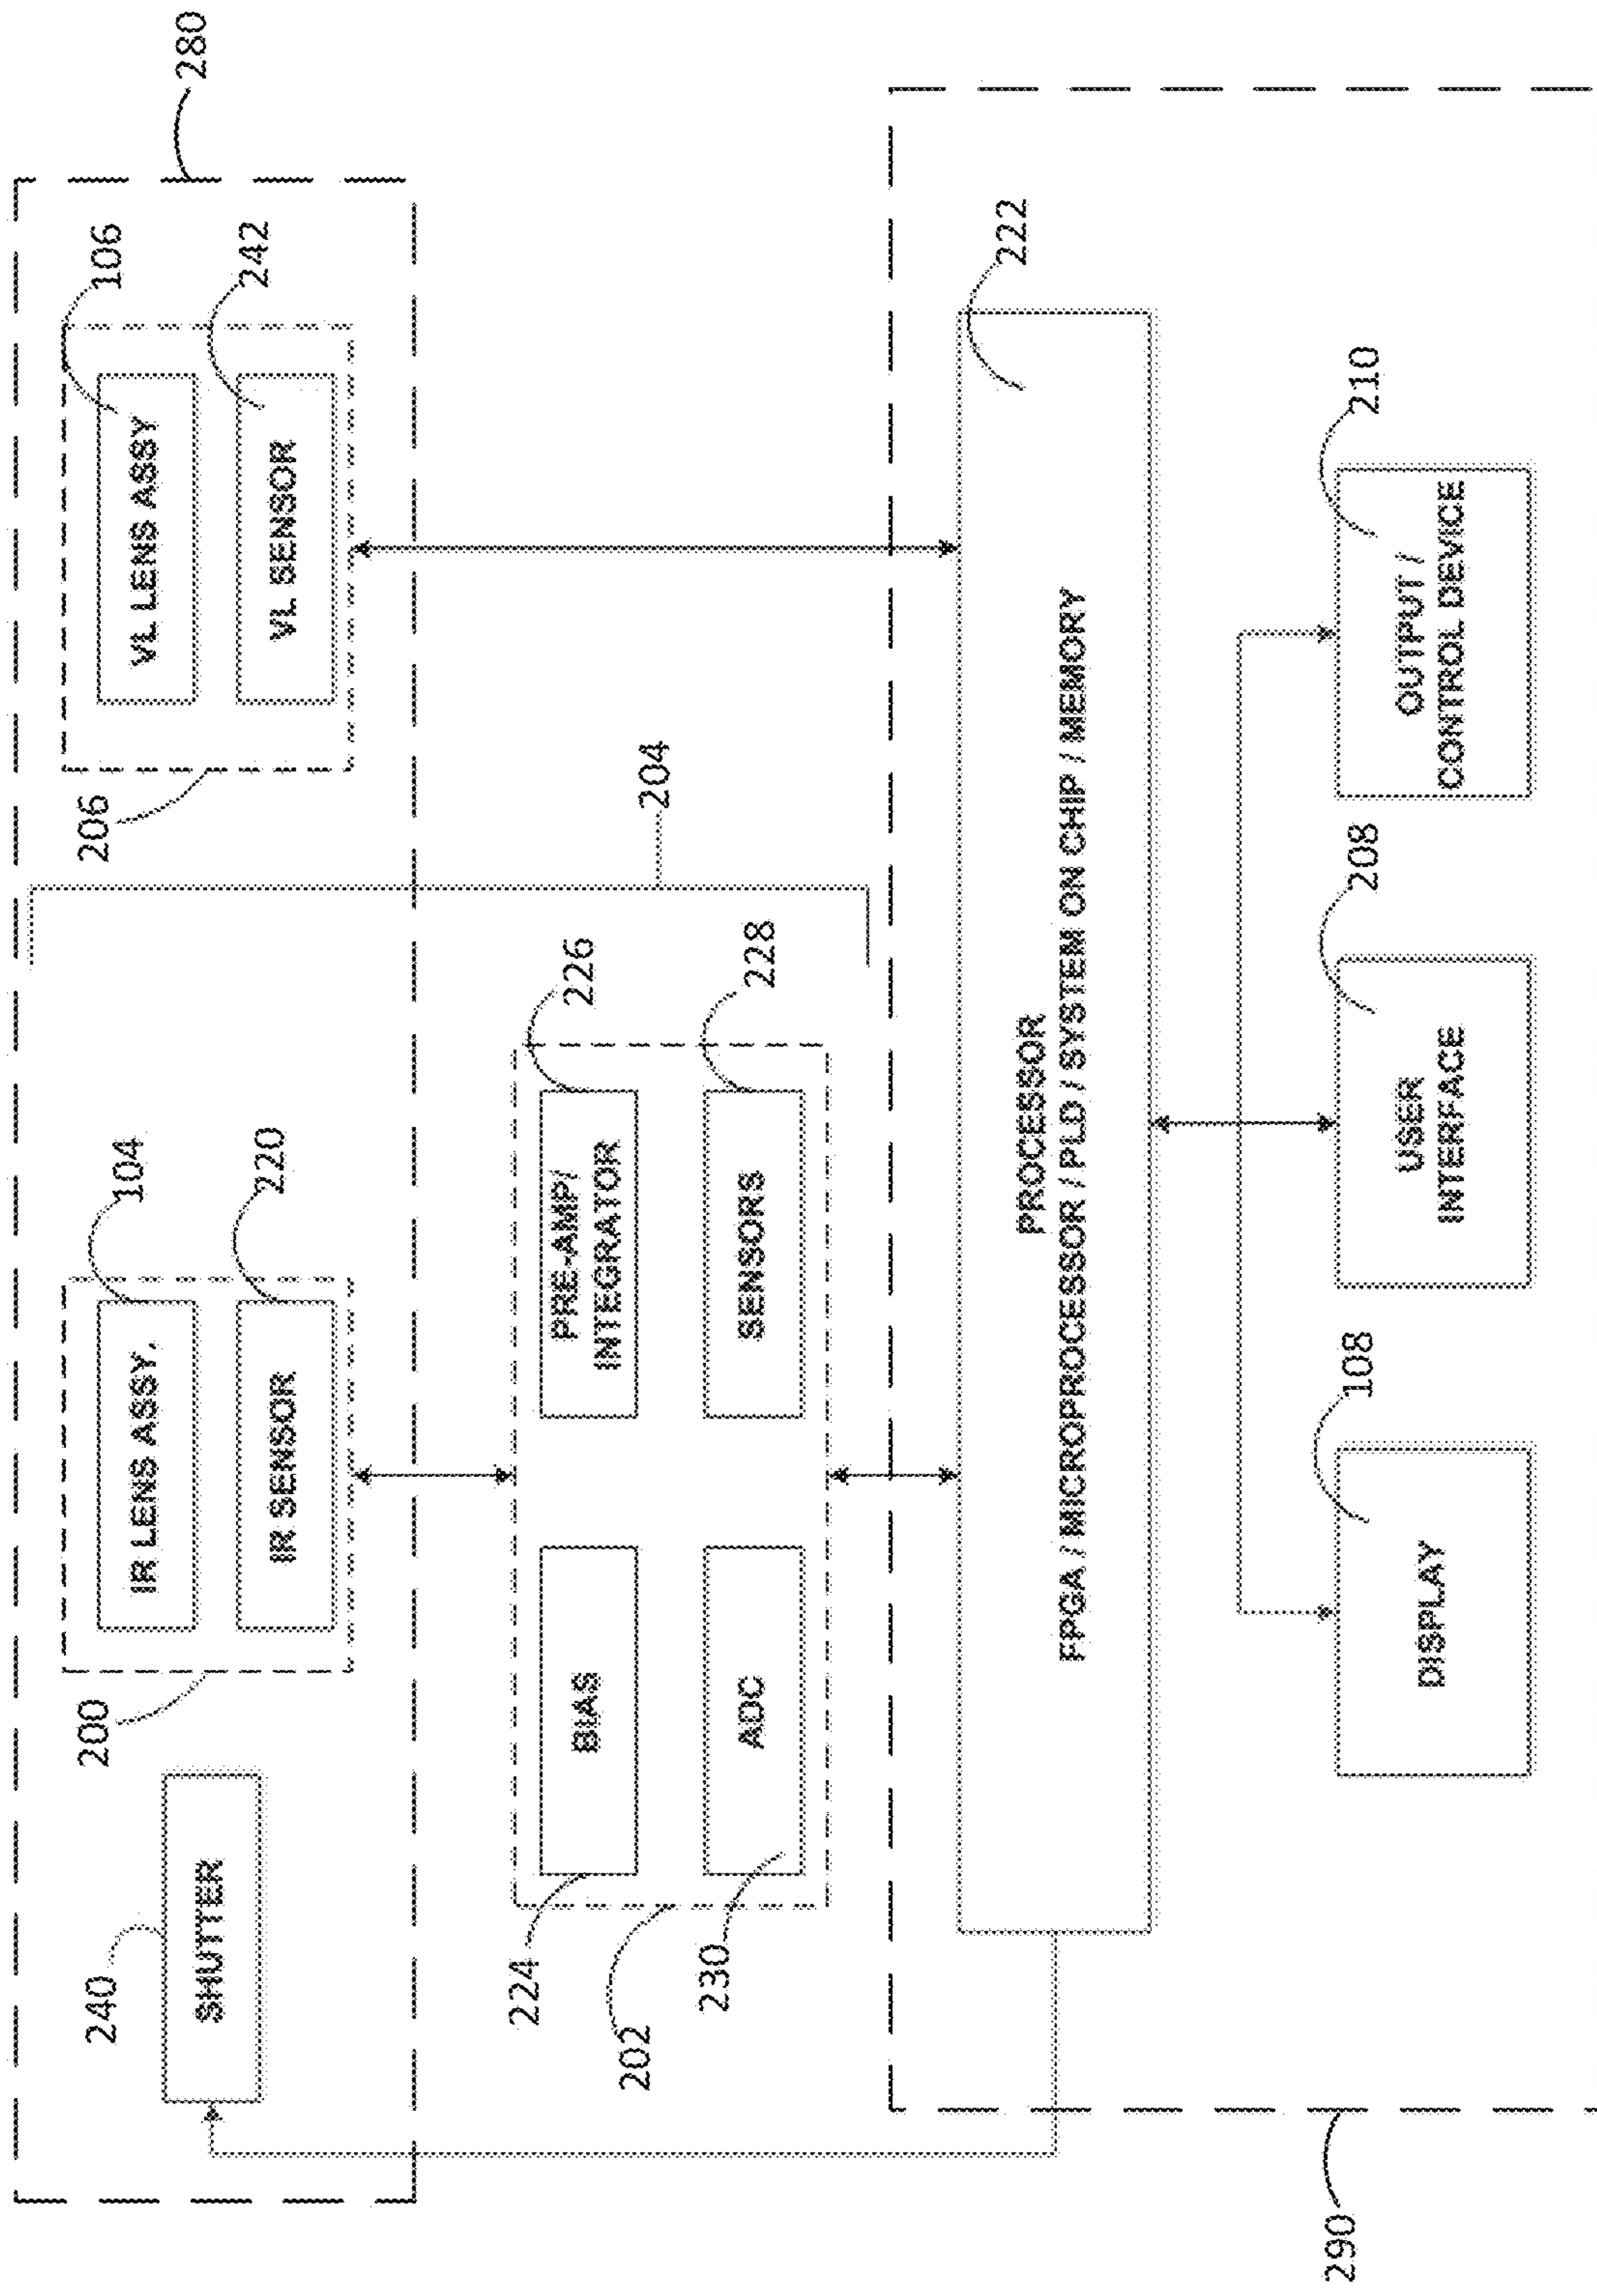 280
106
VL LENS ASSY
242
VL SENSOR
206
204
104
IR LENS ASSY.
220
IR SENSOR
200
240
SHUTTER
226
PRE-AMP/
INTEGRATOR
228
SENSORS
224
BIAS
230
ADC
202
222
PROCESSOR
FPGA / MICROPROCESSOR / PLD / SYSTEM ON CHIP / MEMORY
108
DISPLAY
208
USER
INTERFACE
210
OUTPUT /
CONTROL DEVICE
290